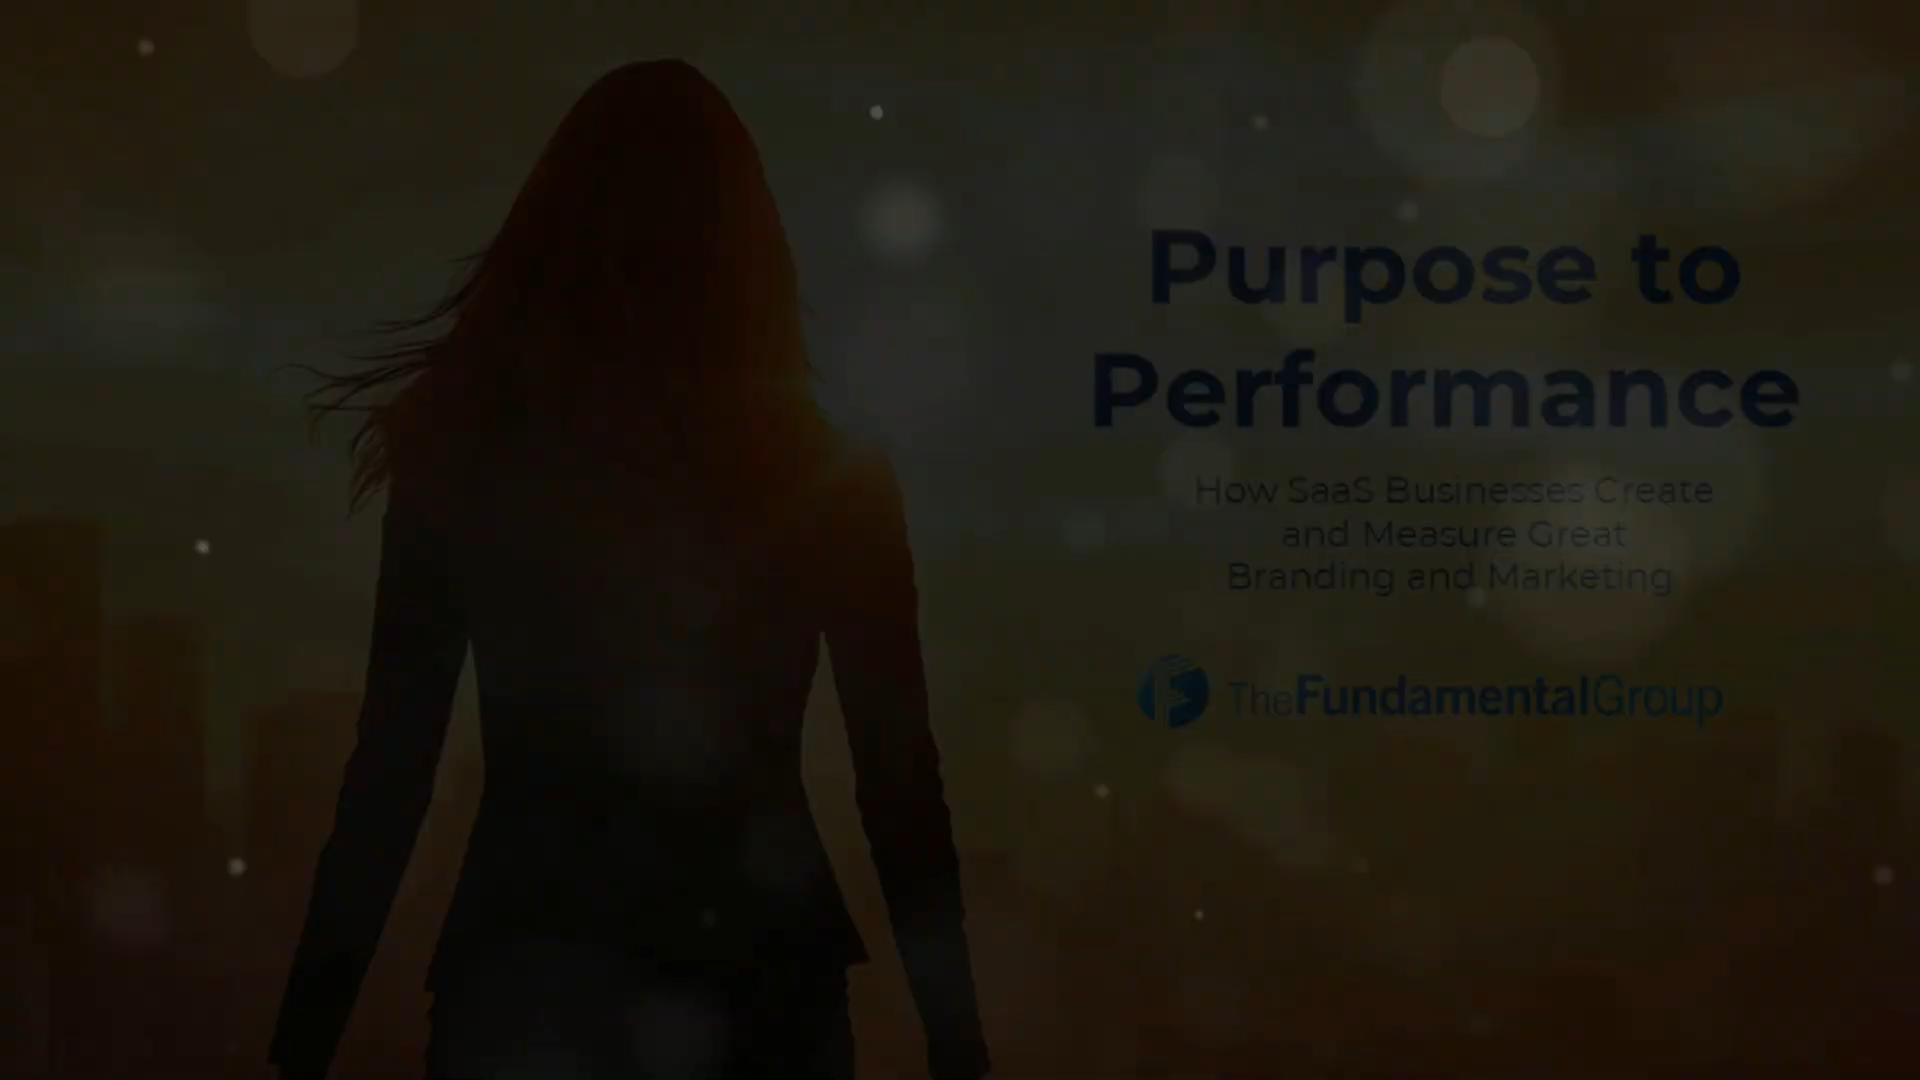 Purpose to
Performance
How SaaS Businesses Create
and Measure Great
Branding and Marketing
TheFundamentalGroup